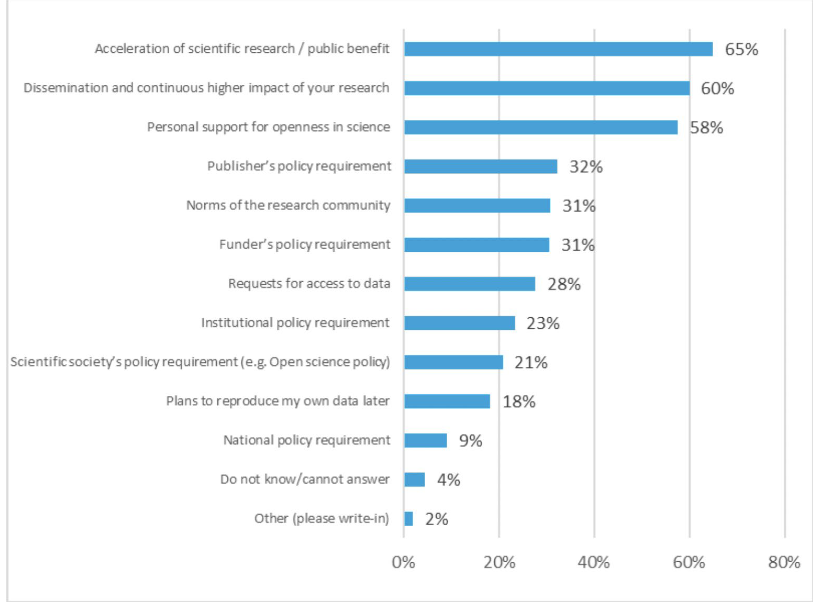 Acceleration of scientific research / public benefit 65%
Dissemination and continuous higher impact of your research 60%
Personal support for openness in science 58%
Publisher's policy requirement 32%
Norms of the research community 31%
Funder's policy requirement 31%
Requests for access to data 28%
Institutional policy requirement 23%
Scientific society's policy requirement (e.g. Open science policy) 21%
Plans to reproduce my own data later 18%
National policy requirement 9%
Do not know/cannot answer 4%
Other (please write-in) 2%
0% 20% 40% 60% 80%